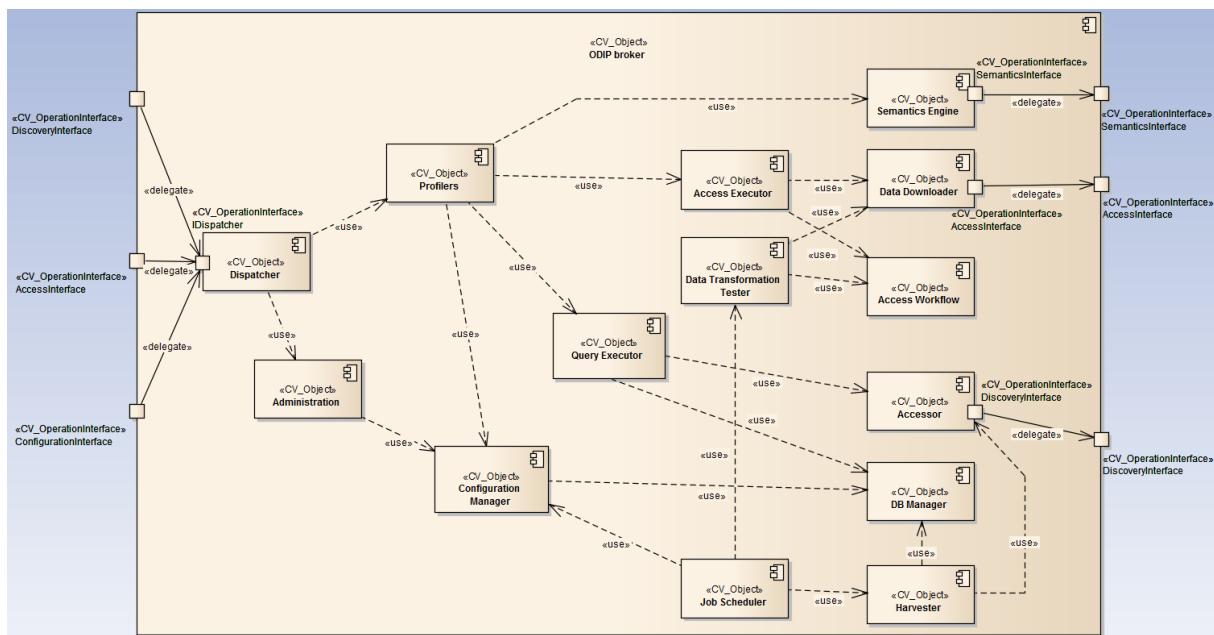 «CV_Object»
ODIP broker
«CV_OperationInterface»
SemanticsInterface
«CV_Object»
Semantics Engine
«delegate»
«CV_OperationInterface»
SemanticsInterface
«use»
«CV_OperationInterface»
DiscoveryInterface
«CV_Object»
Profilers
«use»
«CV_Object»
Access Executor
«use»
«CV_Object»
Data Downloader
«delegate»
«CV_OperationInterface»
AccessInterface
«CV_OperationInterface»
AccessInterface
«delegate»
«CV_OperationInterface»
IDispatcher
«use»
«use»
«CV_Object»
Dispatcher
«delegate»
«CV_OperationInterface»
AccessInterface
«use»
«CV_Object»
Data Transformation
Tester
«use»
«use»
«CV_Object»
Access Workflow
«delegate»
«use»
«use»
«CV_Object»
Query Executor
«CV_Object»
Administration
«use»
«CV_OperationInterface»
DiscoveryInterface
«CV_Object»
Accessor
«delegate»
«CV_OperationInterface»
DiscoveryInterface
«CV_OperationInterface»
ConfigurationInterface
«use»
«use»
«use»
«CV_Object»
Configuration
Manager
«use»
«CV_Object»
DB Manager
«use»
«use»
«use»
«CV_Object»
Job Scheduler
«use»
«CV_Object»
Harvester